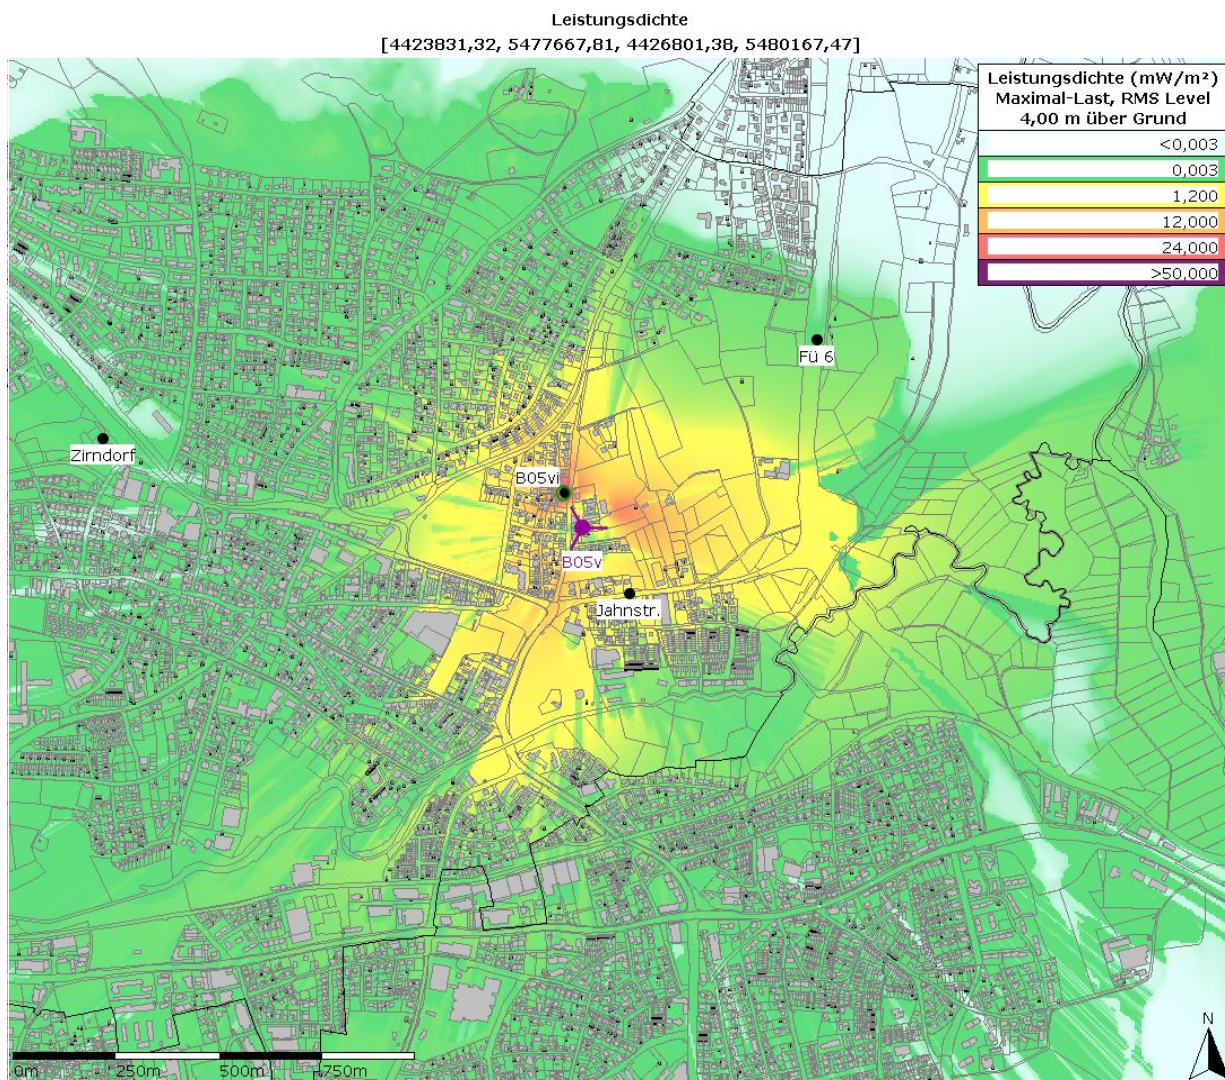 Leistungsdichte
[4423831,32, 5477667,81, 4426801,38, 5480167,47]
Leistungsdichte (mW/m²)
Maximal-Last, RMS Level
4,00 m über Grund
<0,003
0,003
1,200
12,000
24,000
>50,000
Fü 6
Zirndorf
B05vi
B05v
Jahnstr.
N
0m 250m 500m 750m